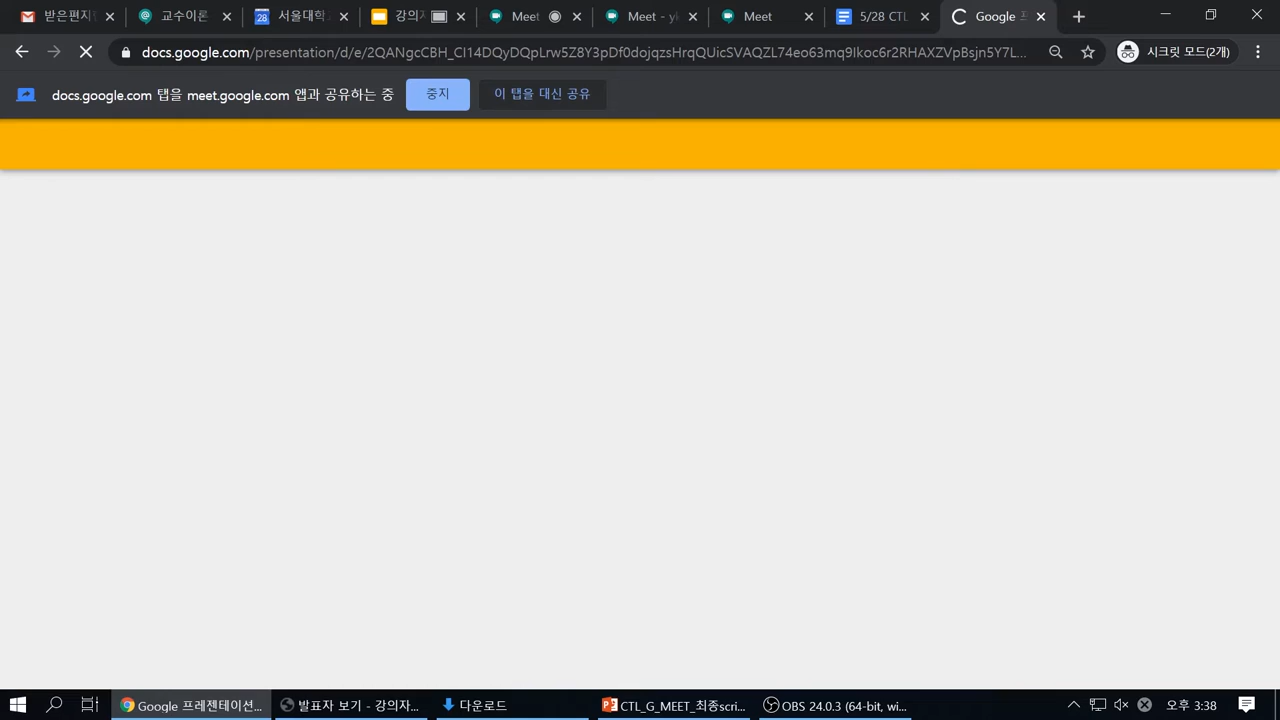 받은편지
교수이론
28
서울대학
강의자
Meet
Meet - yk
Meet
5/28 CTL
Google 프
docs.google.com/presentation/d/e/2QANgcCBH_CI14DQyDQpLrw5Z8Y3pDf0dojqzsHrqQUicSVAQZL74eo63mq9Ikoc6r2RHAXZVpBsjn5Y7L...
시크릿 모드(2개)
docs.google.com 탭을 meet.google.com 앱과 공유하는 중
중지
이 탭을 대신 공유
Google 프레젠테이션...
발표자 보기 - 강의자...
다운로드
CTL_G_MEET_최종scri...
OBS 24.0.3 (64-bit, wi...
오후 3:38